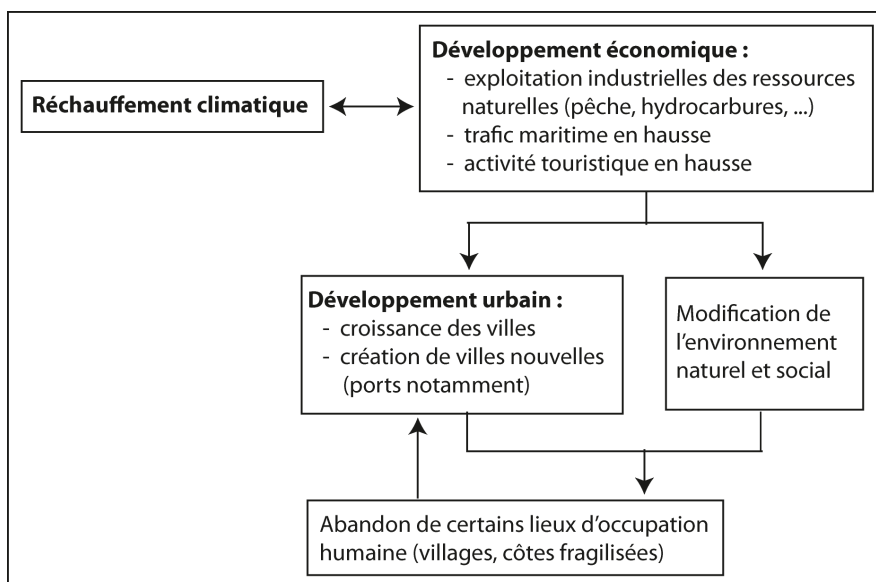 Réchauffement climatique
Développement économique :
- exploitation industrielles des ressources
naturelles (pêche, hydrocarbures, ...)
- trafic maritime en hausse
- activité touristique en hausse
Développement urbain :
- croissance des villes
- création de villes nouvelles
(ports notamment)
Modification de
l'environnement
naturel et social
Abandon de certains lieux d'occupation
humaine (villages, côtes fragilisées)